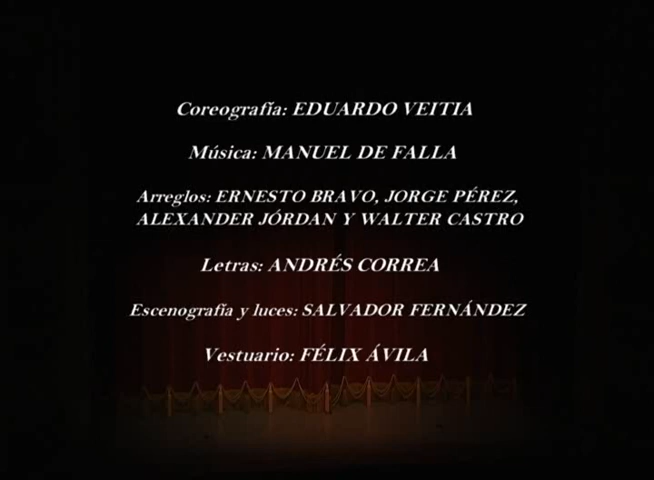 Coreografía: EDUARDO VEITIA
Música: MANUEL DE FALLA
Arreglos: ERNESTO BRAVO, JORGE PÉREZ,
ALEXANDER JÓRDAN Y WALTER CASTRO
Letras: ANDRÉS CORREA
Escenografía y luces: SALVADOR FERNÁNDEZ
Vestuario: FÉLIX ÁVILA